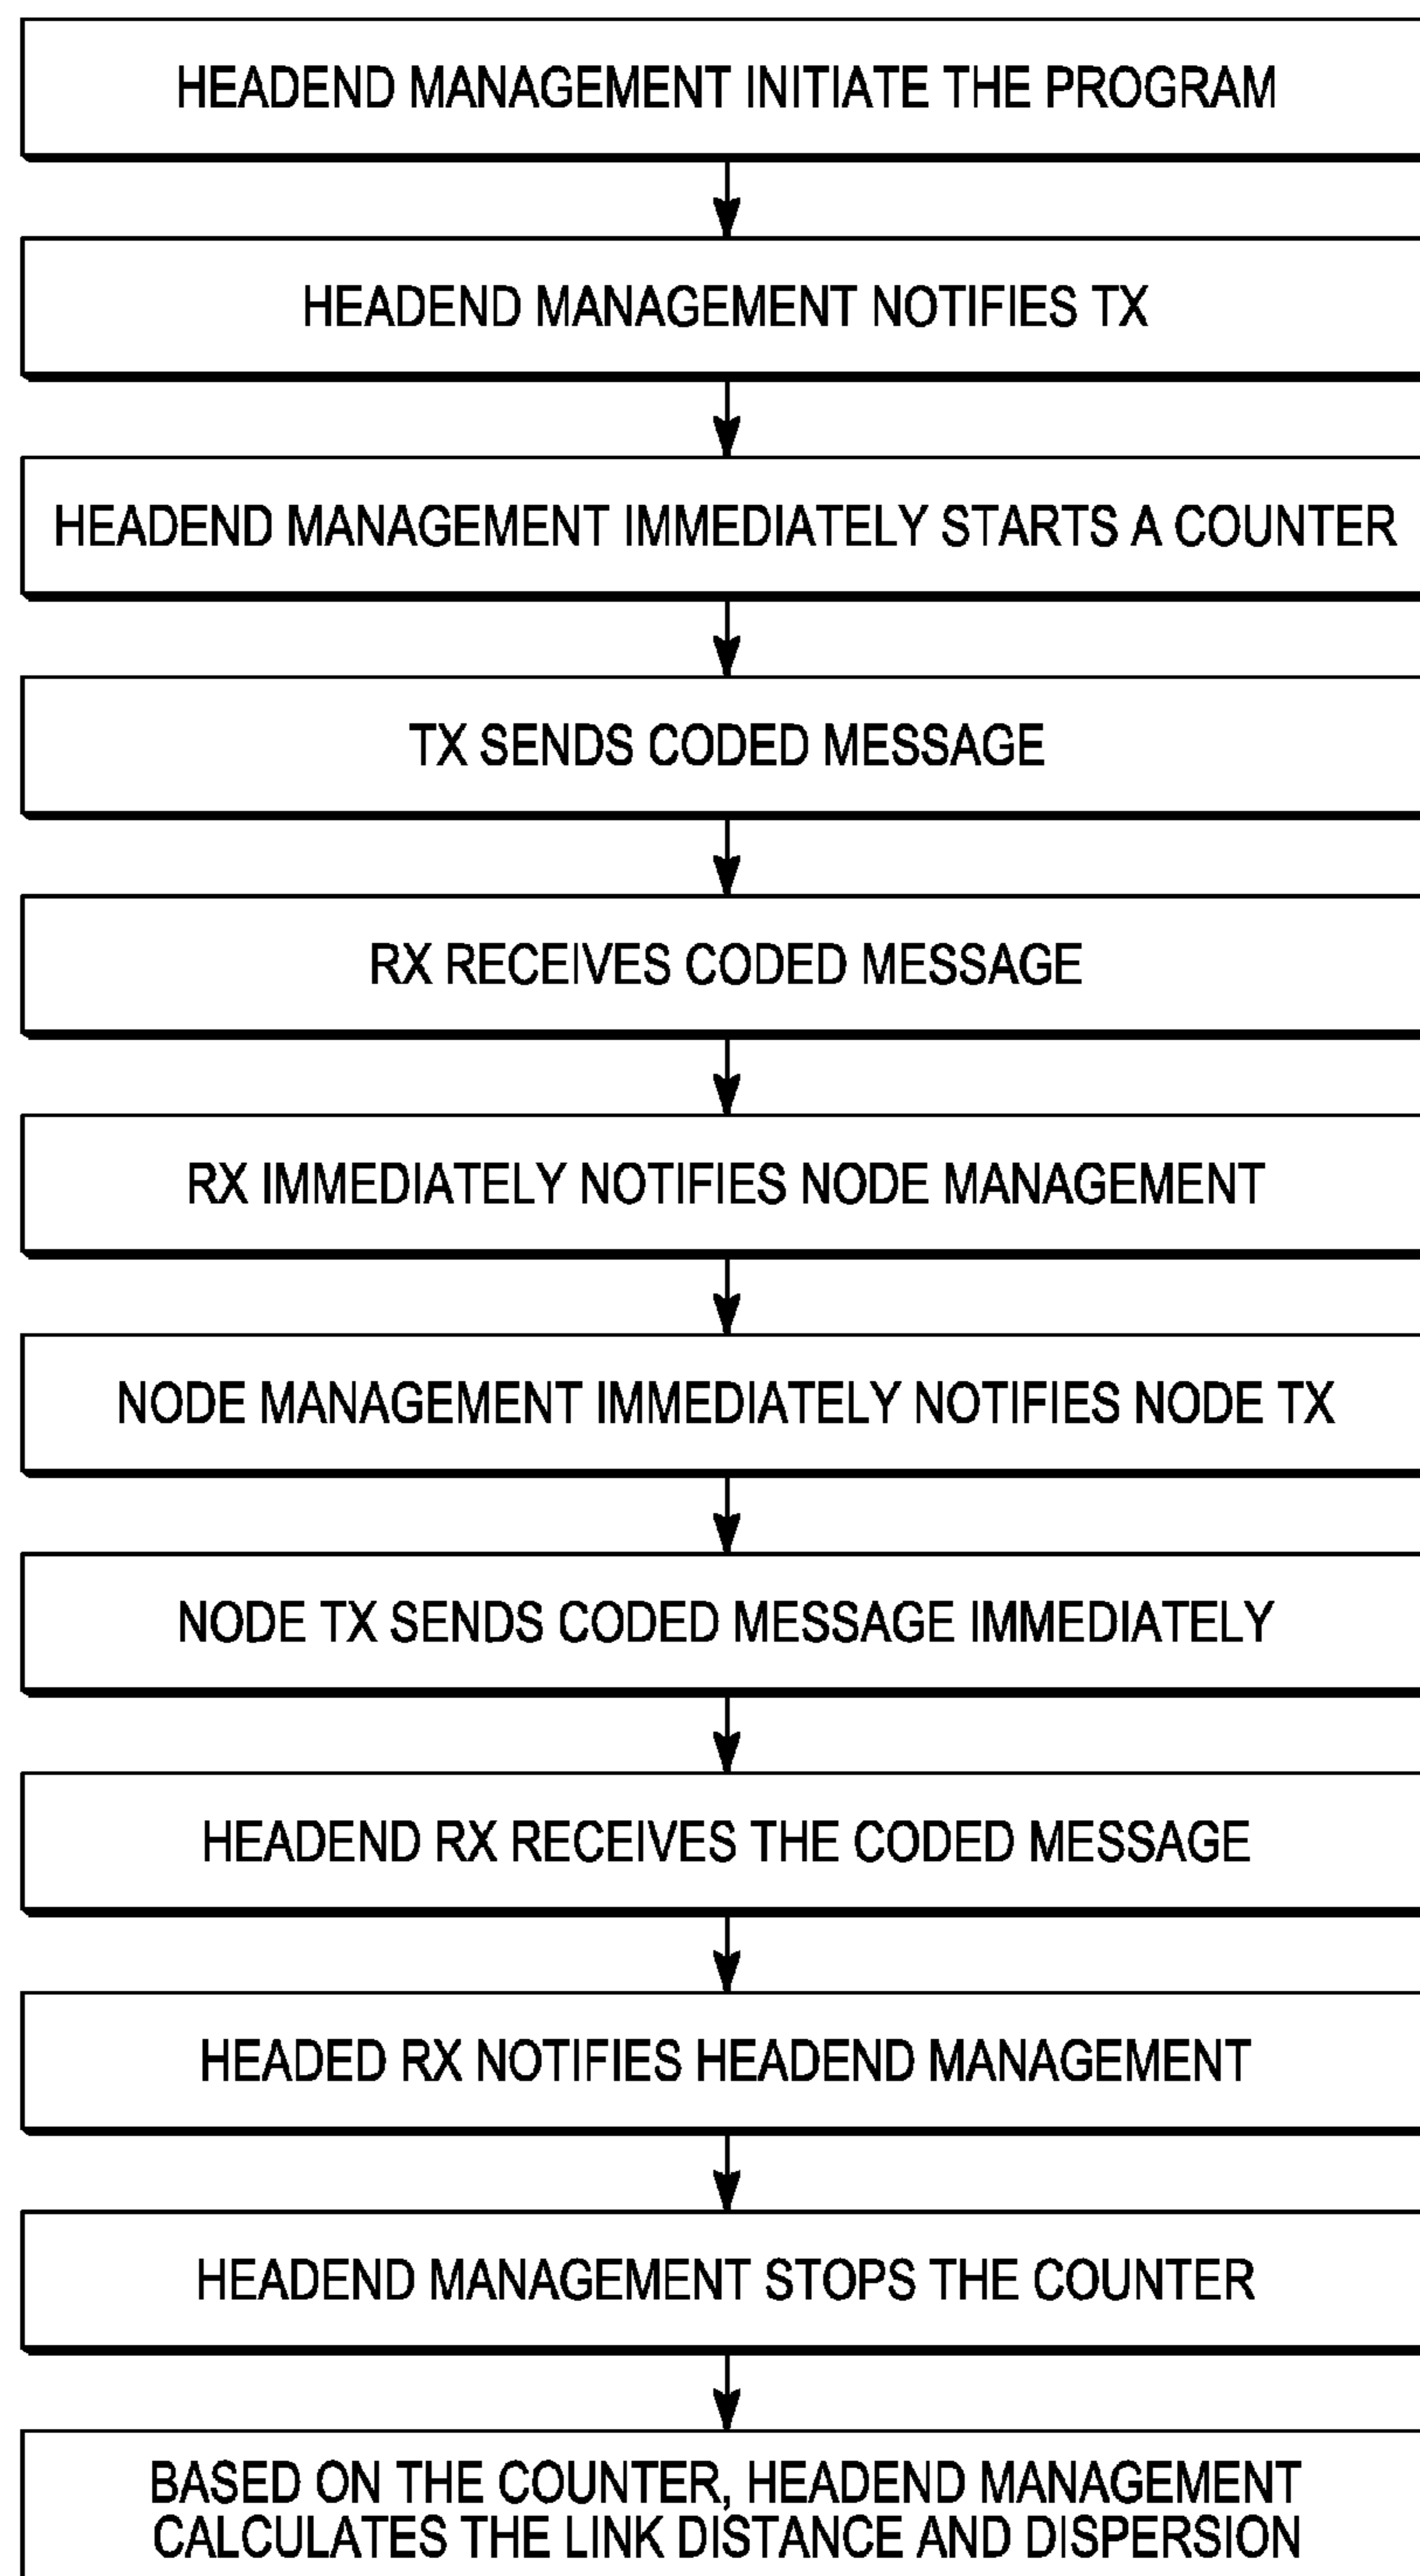 HEADEND MANAGEMENT INITIATE THE PROGRAM
HEADEND MANAGEMENT NOTIFIES TX
HEADEND MANAGEMENT IMMEDIATELY STARTS A COUNTER
TX SENDS CODED MESSAGE
RX RECEIVES CODED MESSAGE
RX IMMEDIATELY NOTIFIES NODE MANAGEMENT
NODE MANAGEMENT IMMEDIATELY NOTIFIES NODE TX
NODE TX SENDS CODED MESSAGE IMMEDIATELY
HEADEND RX RECEIVES THE CODED MESSAGE
HEADED RX NOTIFIES HEADEND MANAGEMENT
HEADEND MANAGEMENT STOPS THE COUNTER
BASED ON THE COUNTER, HEADEND MANAGEMENT
CALCULATES THE LINK DISTANCE AND DISPERSION